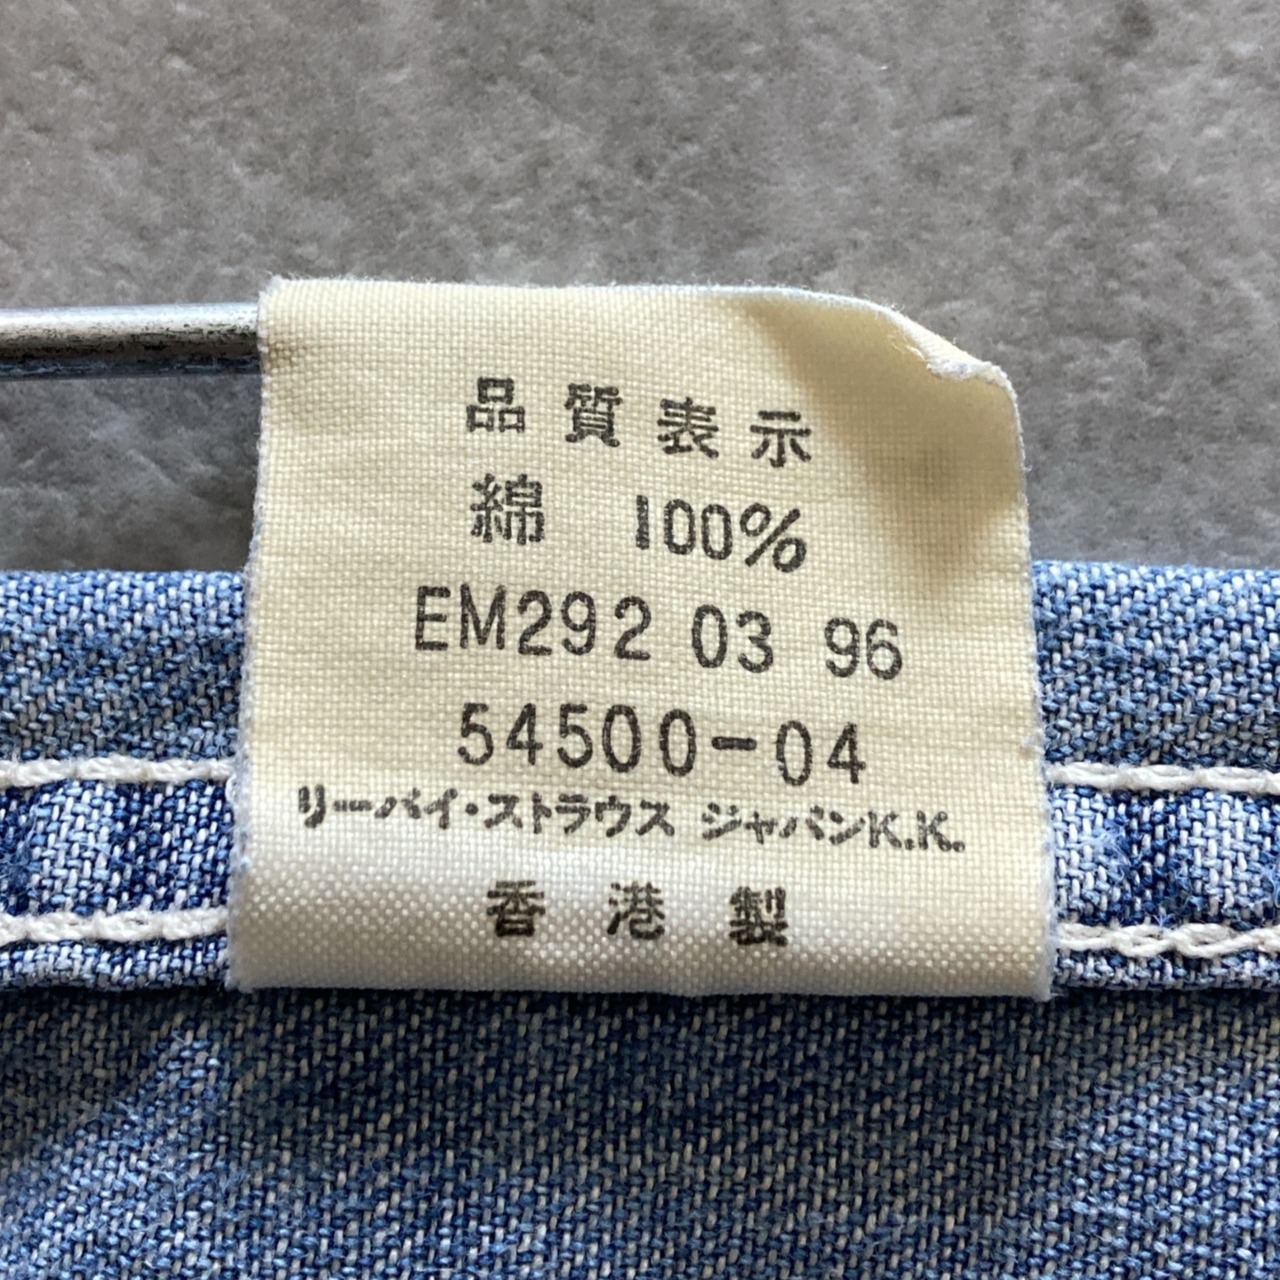 品質表示
綿 100%
EM292 03 96
54500-04
リーバイ・ストラウス ジャパンK.K.
香港製